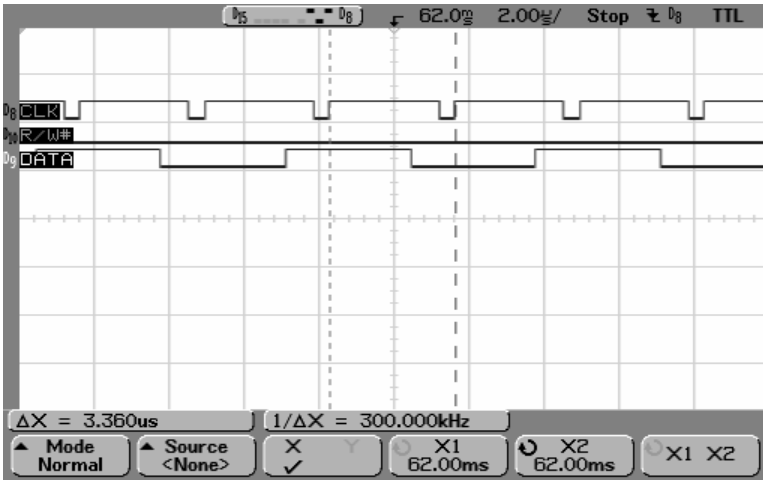 D15 D8 62.0ms 2.00us/ Stop D8 TTL
D8 CLK
D10 R/W#
D9 DATA
ΔX = 3.360us 1/ΔX = 300.000kHz
Mode Normal Source <None> X Y X1 62.00ms X2 62.00ms X1 X2